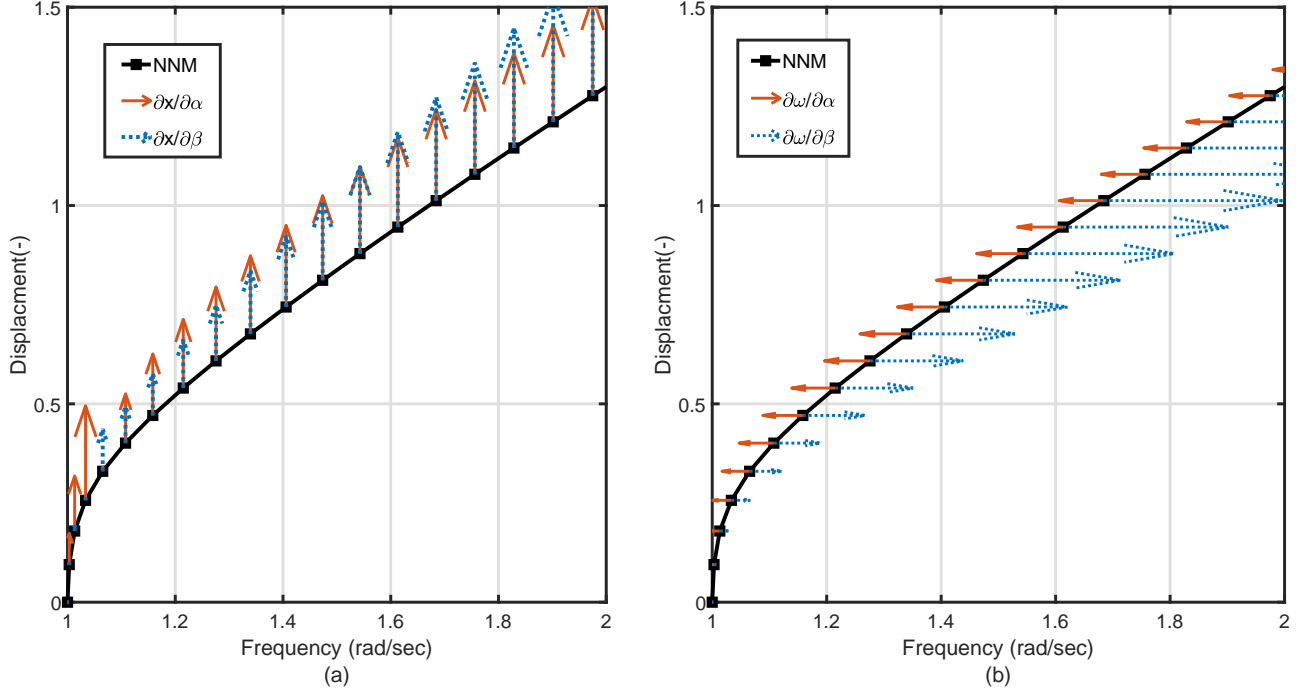 1.5
1
0.5
0
Displacment(-)
NNM
∂x/∂α
∂x/∂β
1
1.2
1.4
1.6
1.8
2
Frequency (rad/sec)
(a)
1.5
1
0.5
0
Displacment(-)
NNM
∂ω/∂α
∂ω/∂β
1
1.2
1.4
1.6
1.8
2
Frequency (rad/sec)
(b)